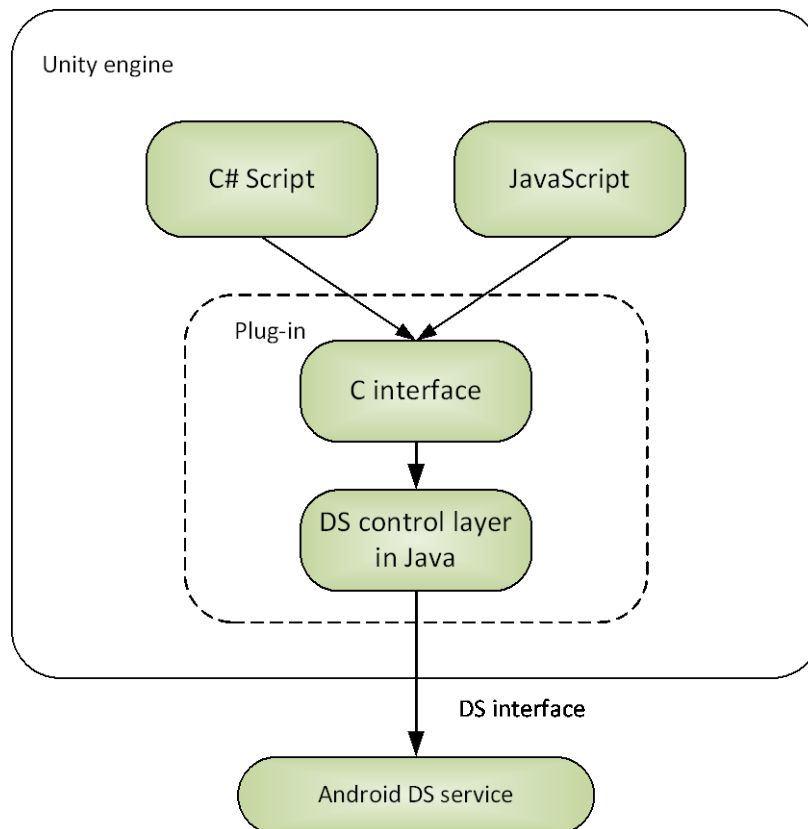 Unity engine
C# Script
JavaScript
Plug-in
C interface
DS control layer
in Java
DS interface
Android DS service